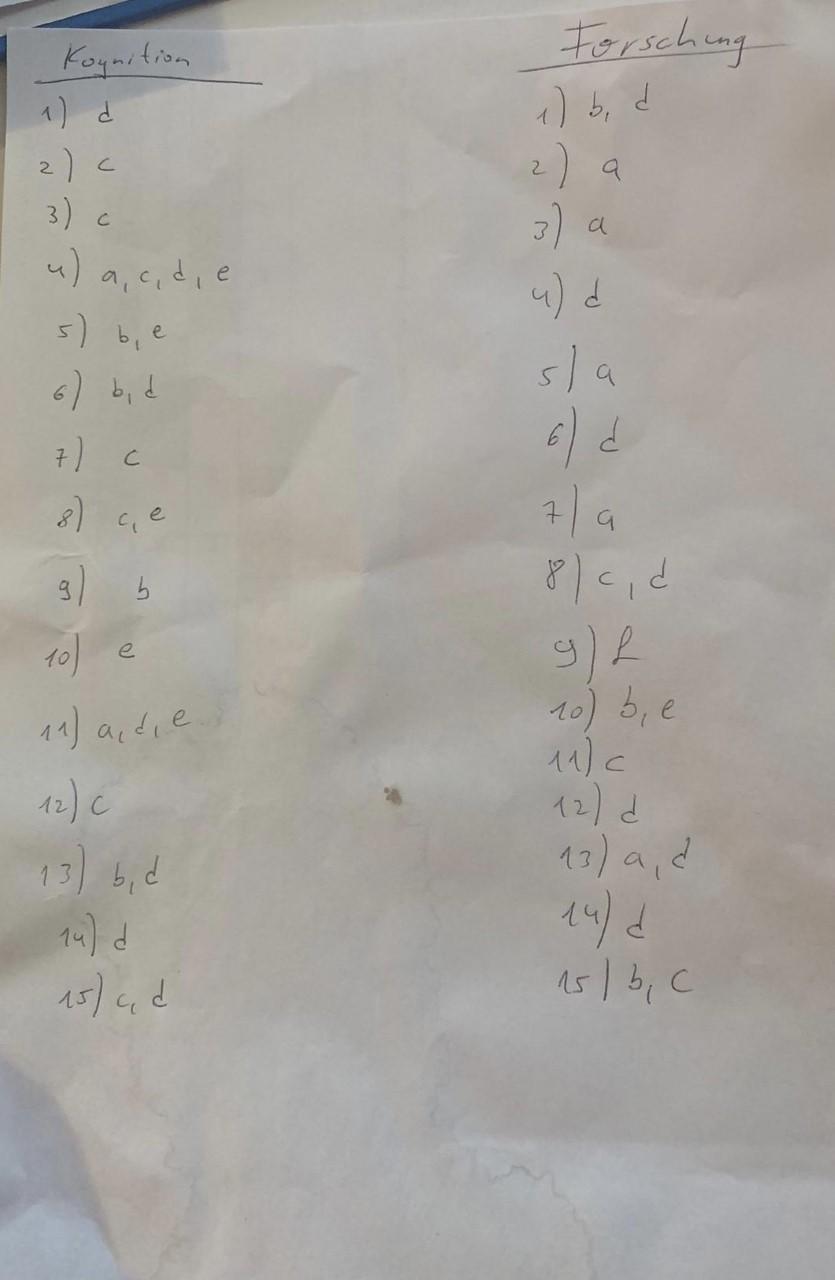 Kognition
1) d
2) c
3) c
4) a, c, d, e
5) b, e
6) b, d
7) c
8) c, e
9) b
10) e
11) a, d, e
12) c
13) b, d
14) d
15) c, d
Forschung
1) b, d
2) a
3) a
4) d
5) a
6) d
7) a
8) c, d
9)
10) b, e
11) c
12) d
13) a, d
14) d
15) b, c